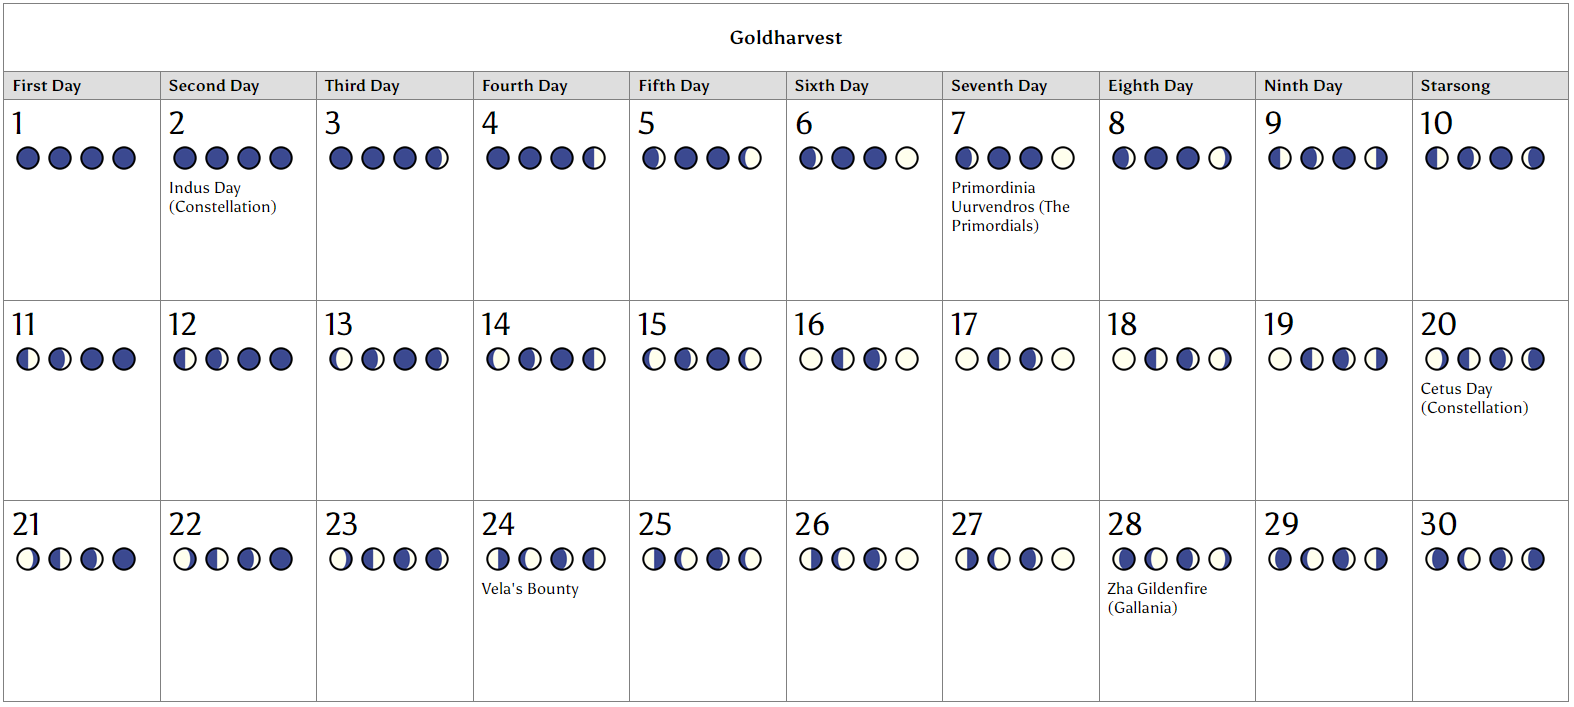 Goldharvest
First Day Second Day Third Day Fourth Day Fifth Day Sixth Day Seventh Day Eighth Day Ninth Day Starsong
1 2 3 4 5 6 7 8 9 10
Indus Day
(Constellation)
Primordinia
Uurvendros (The
Primordials)
11 12 13 14 15 16 17 18 19 20
Cetus Day
(Constellation)
21 22 23 24 25 26 27 28 29 30
Vela's Bounty
Zha Gildenfire
(Gallania)